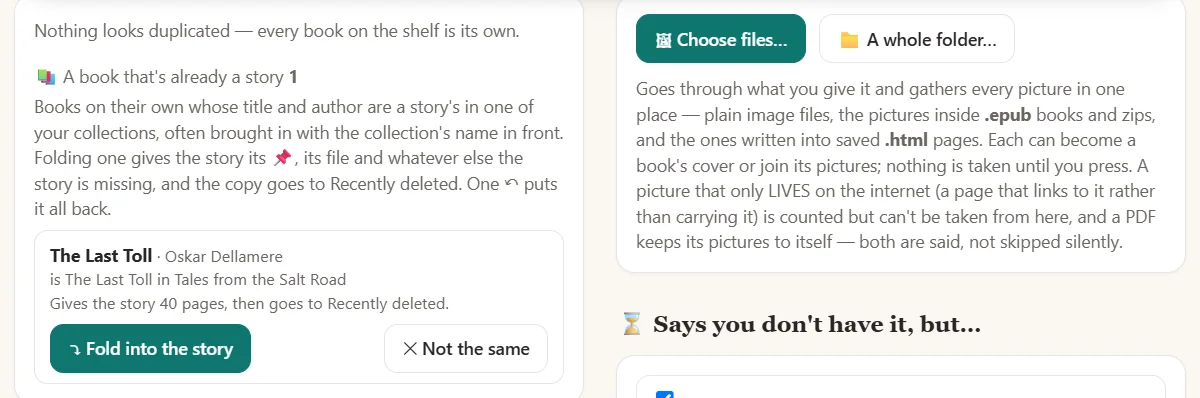 Nothing looks duplicated — every book on the shelf is its own.
📚 A book that's already a story 1
Books on their own whose title and author are a story's in one of
your collections, often brought in with the collection's name in front.
Folding one gives the story its 📌, its file and whatever else the
story is missing, and the copy goes to Recently deleted. One ↶ puts
it all back.
The Last Toll · Oskar Dellamere
is The Last Toll in Tales from the Salt Road
Gives the story 40 pages, then goes to Recently deleted.
⤵ Fold into the story
✕ Not the same
🖼 Choose files...
📁 A whole folder...
Goes through what you give it and gathers every picture in one
place — plain image files, the pictures inside .epub books and zips,
and the ones written into saved .html pages. Each can become a
book's cover or join its pictures; nothing is taken until you press. A
picture that only LIVES on the internet (a page that links to it rather
than carrying it) is counted but can't be taken from here, and a PDF
keeps its pictures to itself — both are said, not skipped silently.
⏳ Says you don't have it, but...